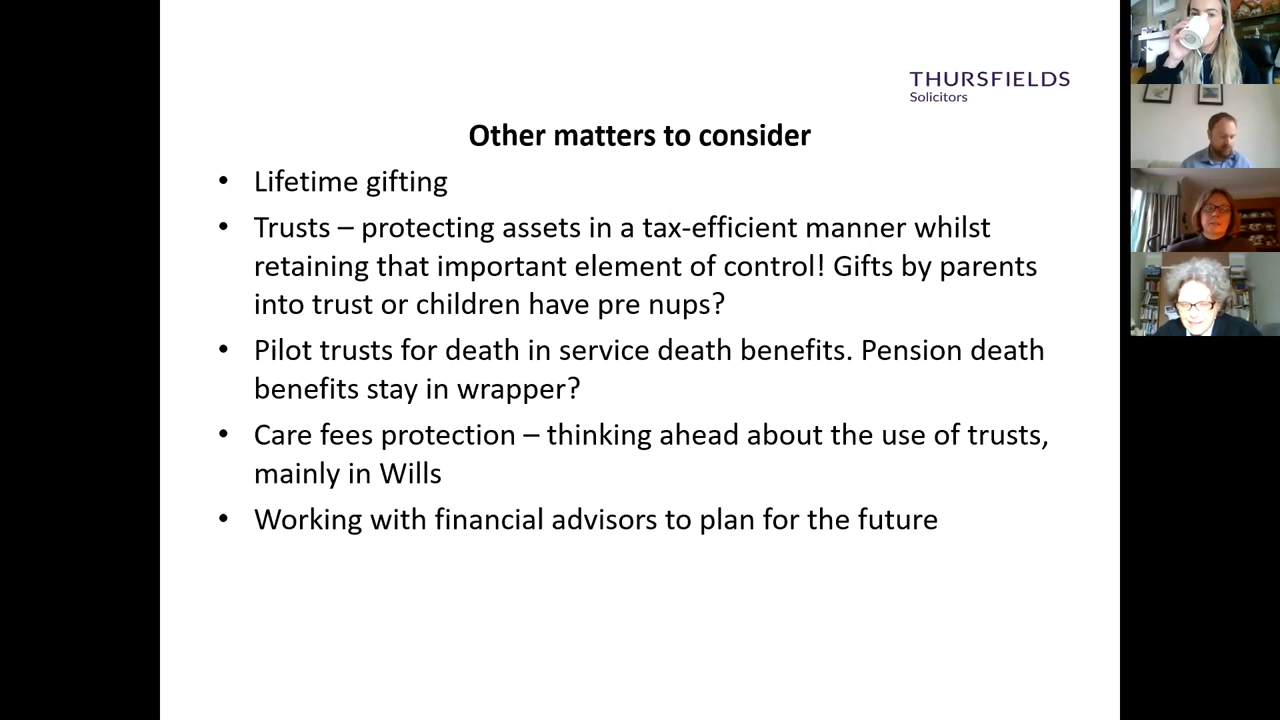 THURSFIELDS
Solicitors
Other matters to consider
• Lifetime gifting
• Trusts – protecting assets in a tax-efficient manner whilst
retaining that important element of control! Gifts by parents
into trust or children have pre nups?
• Pilot trusts for death in service death benefits. Pension death
benefits stay in wrapper?
• Care fees protection – thinking ahead about the use of trusts,
mainly in Wills
• Working with financial advisors to plan for the future